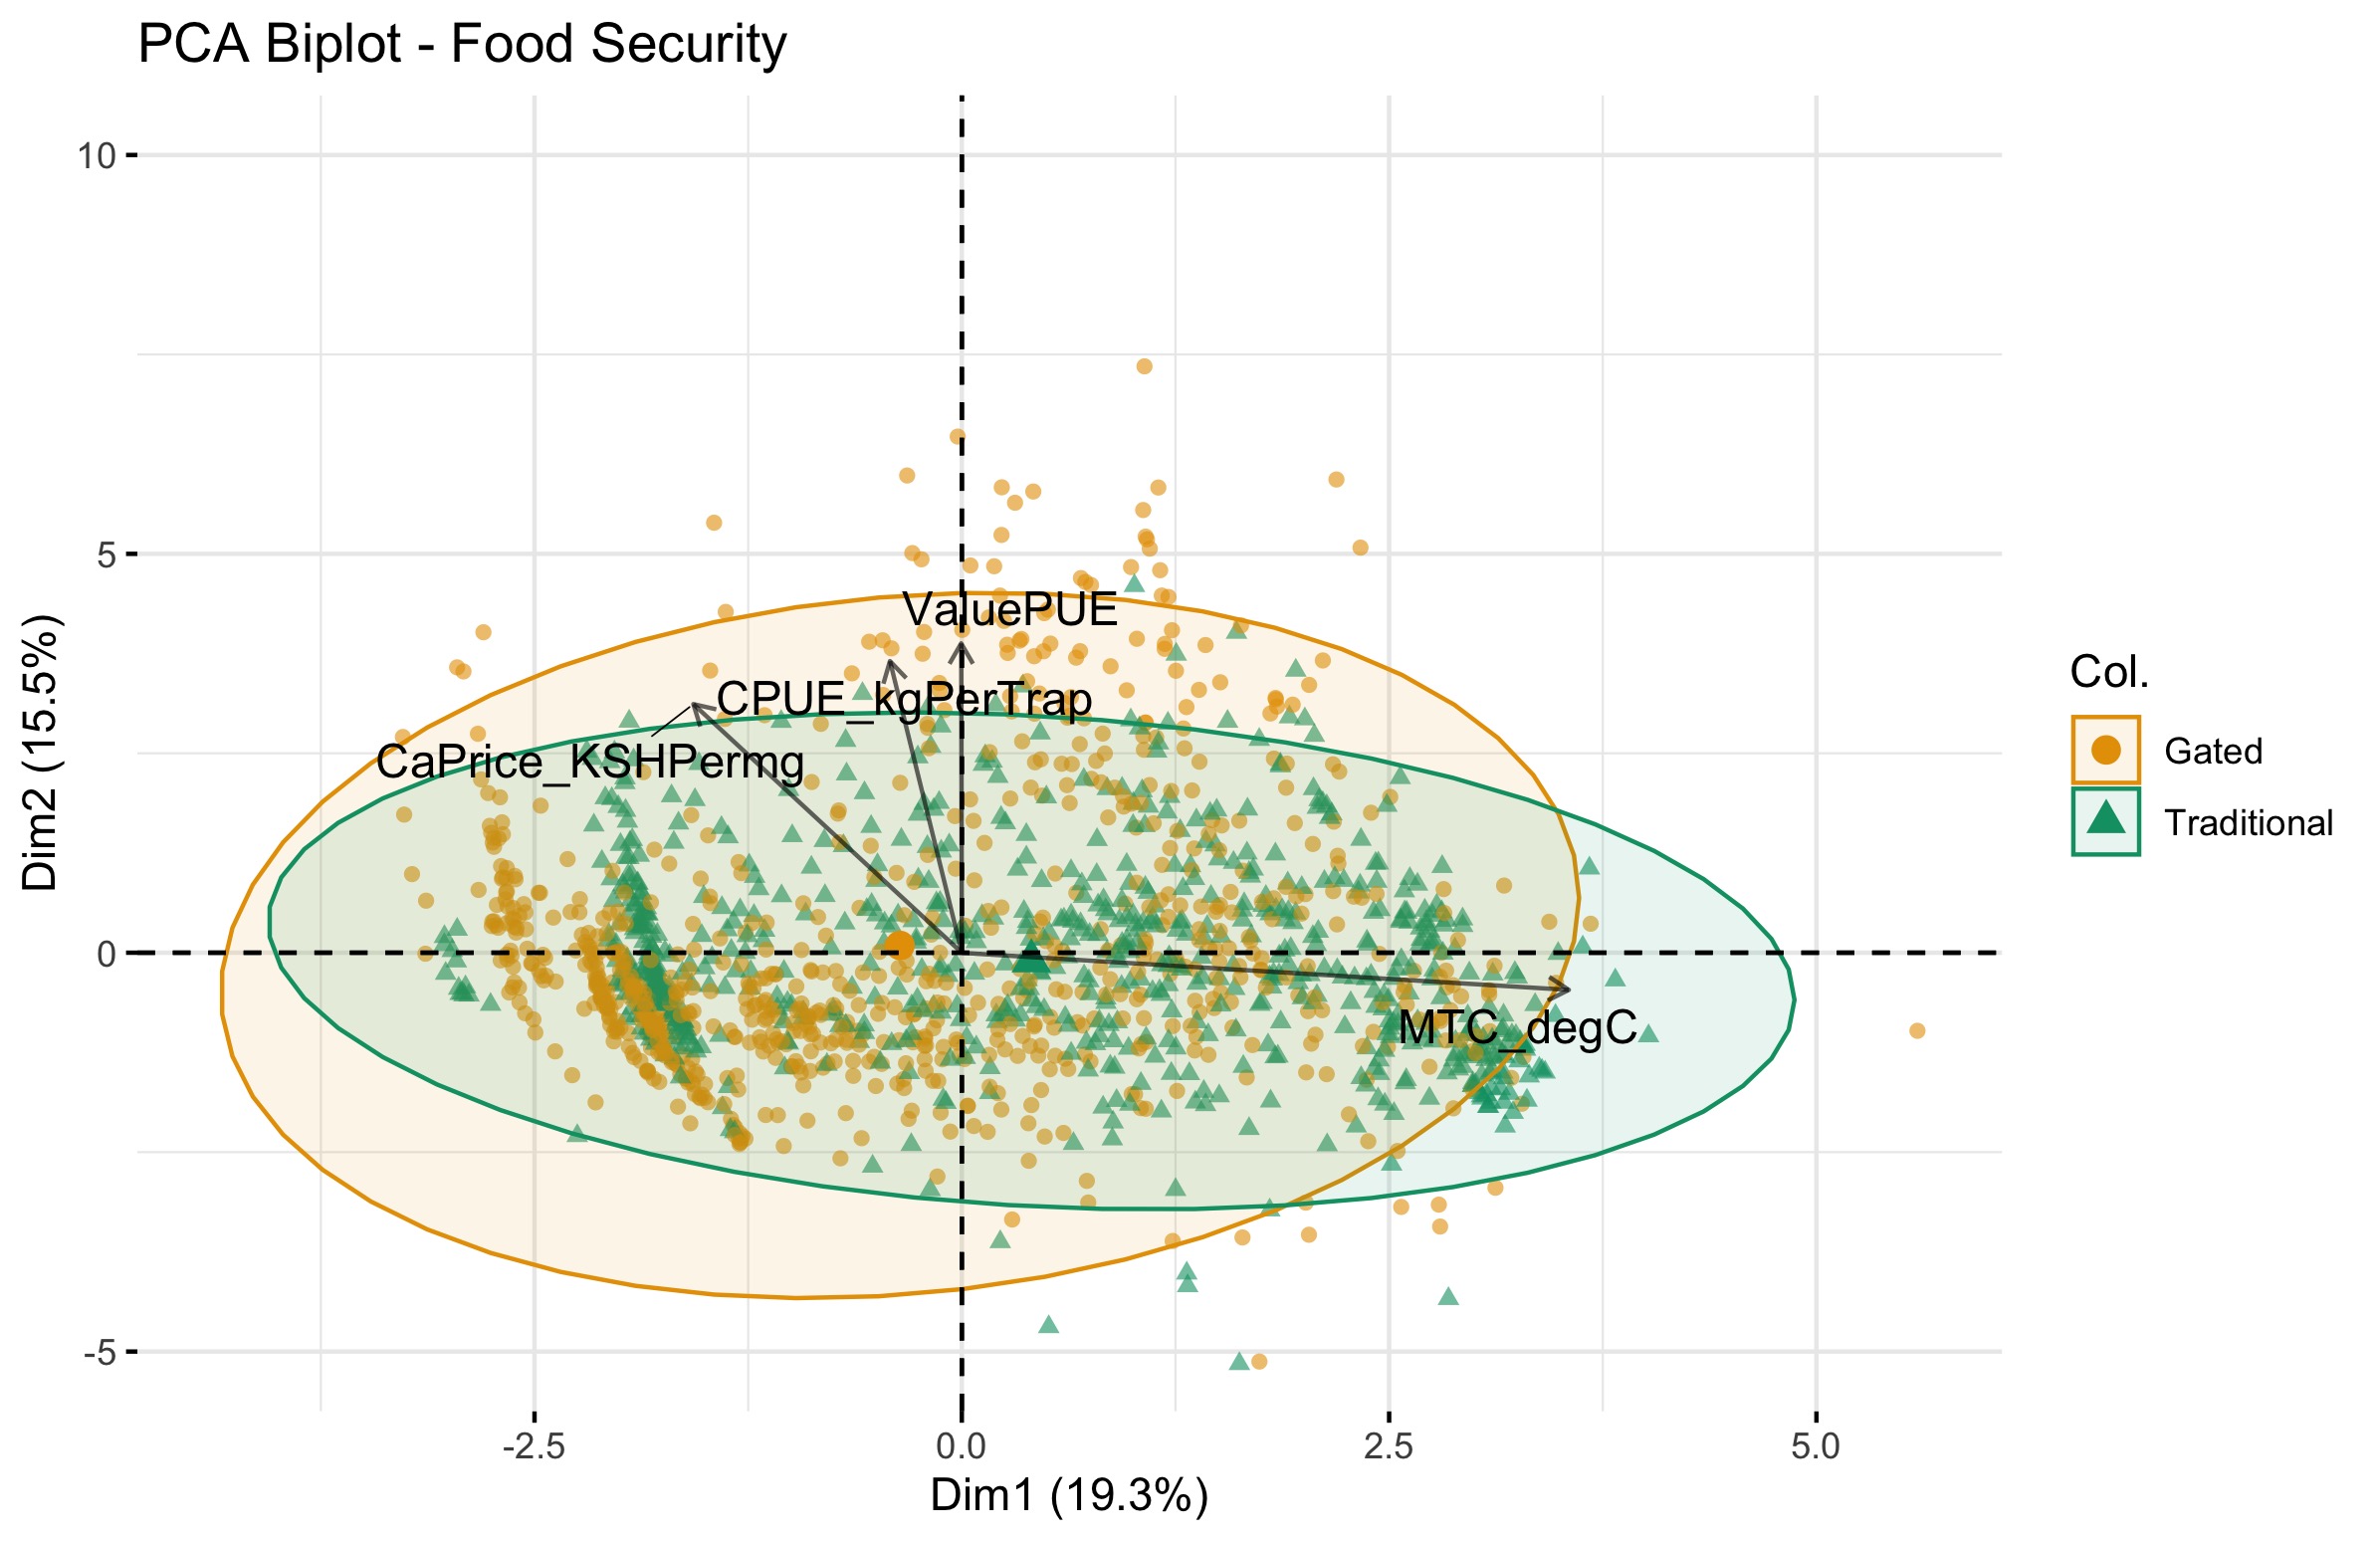 PCA Biplot - Food Security
10
5
0
-5
Dim2 (15.5%)
ValuePUE
CPUE_kgPerTrap
CaPrice_KSHPermg
MTC_degC
-2.5
0.0
2.5
5.0
Dim1 (19.3%)
Col.
Gated
Traditional